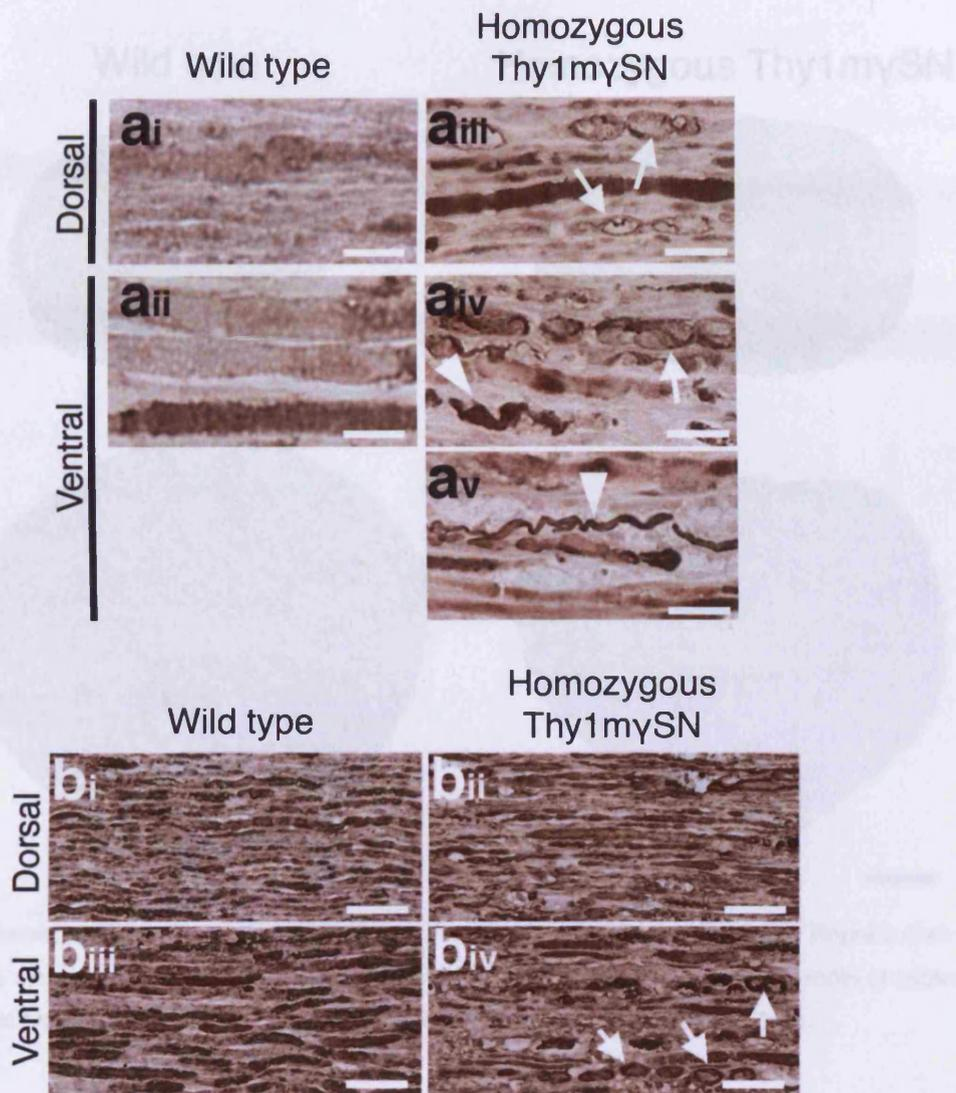 Homozygous
Wild type Thy1mγSN
Dorsal
ai
aiii
Ventral
aii
aiv
av
Homozygous
Wild type Thy1mγSN
Dorsal
bi
bii
Ventral
biii
biv